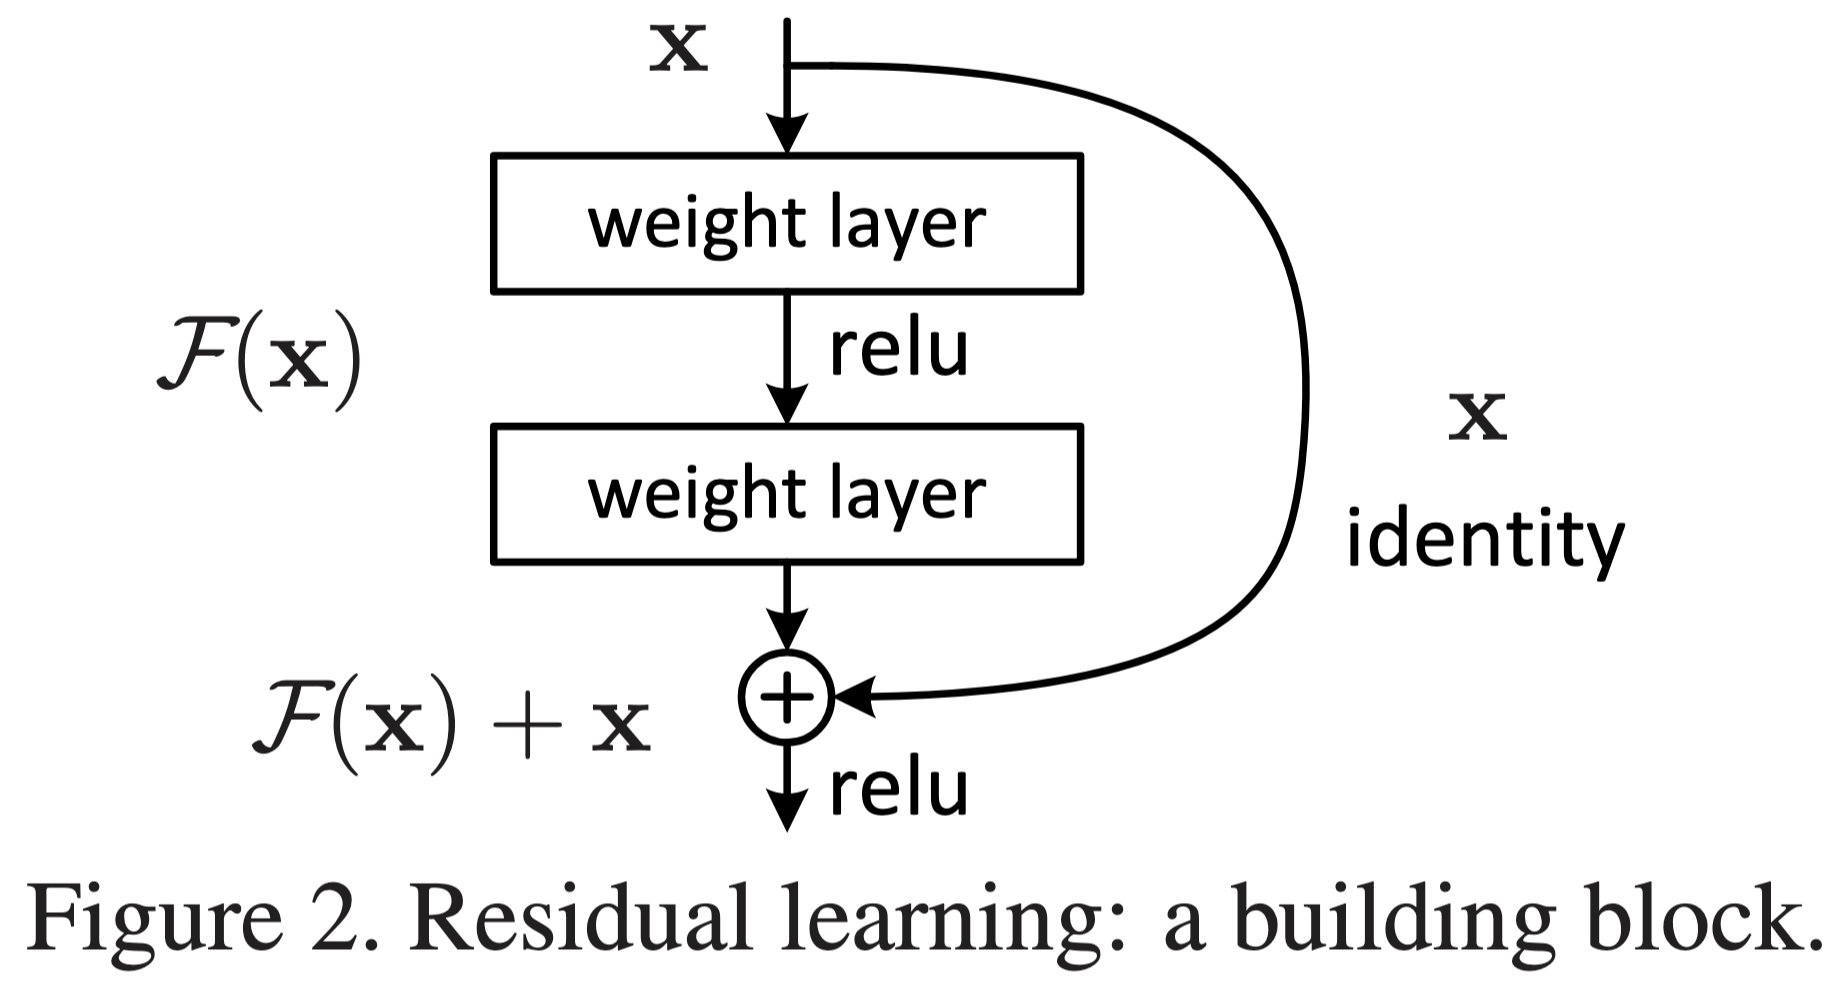 x
weight layer
F(x)
relu
weight layer
x
identity
F(x) + x
relu
Figure 2. Residual learning: a building block.